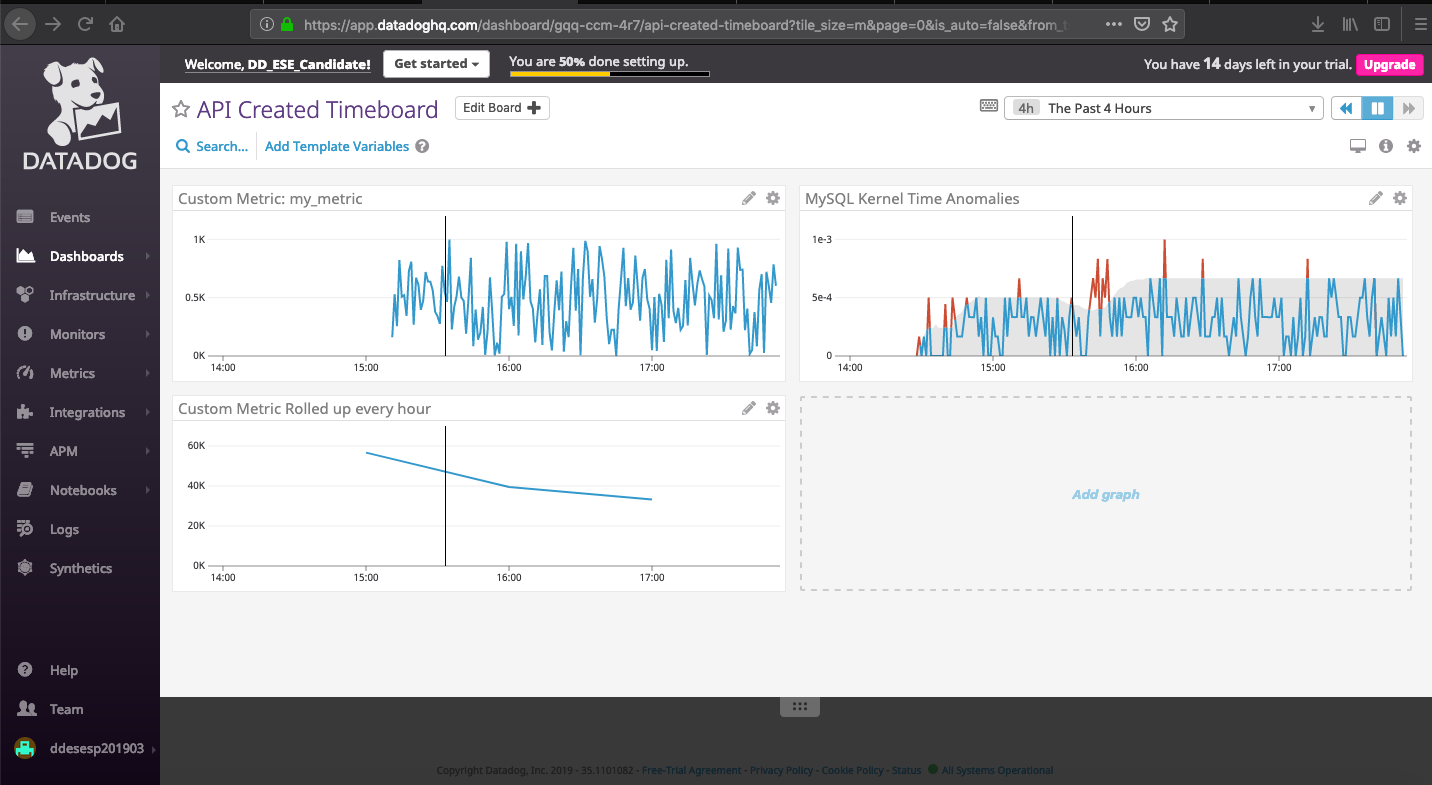 https://app.datadoghq.com/dashboard/gqq-ccm-4r7/api-created-timeboard?tile_size=m&page=0&is_auto=false&from_t
Welcome, DD_ESE_Candidate!
Get started
You are 50% done setting up.
You have 14 days left in your trial.
Upgrade
DATADOG
Events
Dashboards
Infrastructure
Monitors
Metrics
Integrations
APM
Notebooks
Logs
Synthetics
Help
Team
ddesesp201903
API Created Timeboard
Edit Board
4h The Past 4 Hours
Search...
Add Template Variables
Custom Metric: my_metric
1K
0.5K
0K
14:00 15:00 16:00 17:00
MySQL Kernel Time Anomalies
1e-3
5e-4
0
14:00 15:00 16:00 17:00
Custom Metric Rolled up every hour
60K
40K
20K
0K
14:00 15:00 16:00 17:00
Add graph
Copyright Datadog, Inc. 2019 - 35.1101082 - Free-Trial Agreement - Privacy Policy - Cookie Policy - Status All Systems Operational